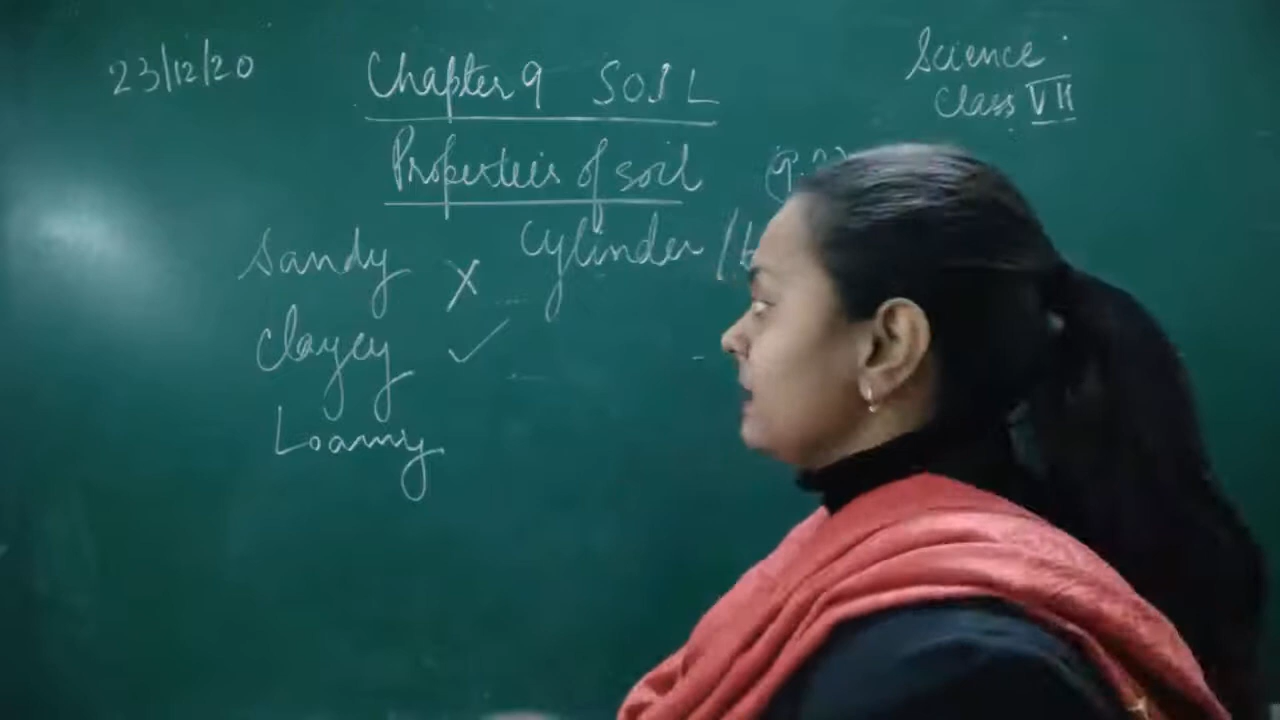 23/12/20
Chapter 9 SOIL
Science
Class VII
Properties of soil
Sandy X Cylinder /
Clayey ✓
Loamy